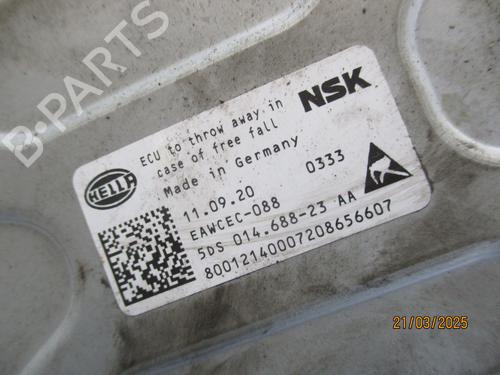 B-PARTS
NSK
ECU to throw away in
case of free fall
Made in Germany
HELLA
11.09.20 0333
EAWCEC-088
5DS 014.688-23 AA
80012140007208656607
21/03/2025